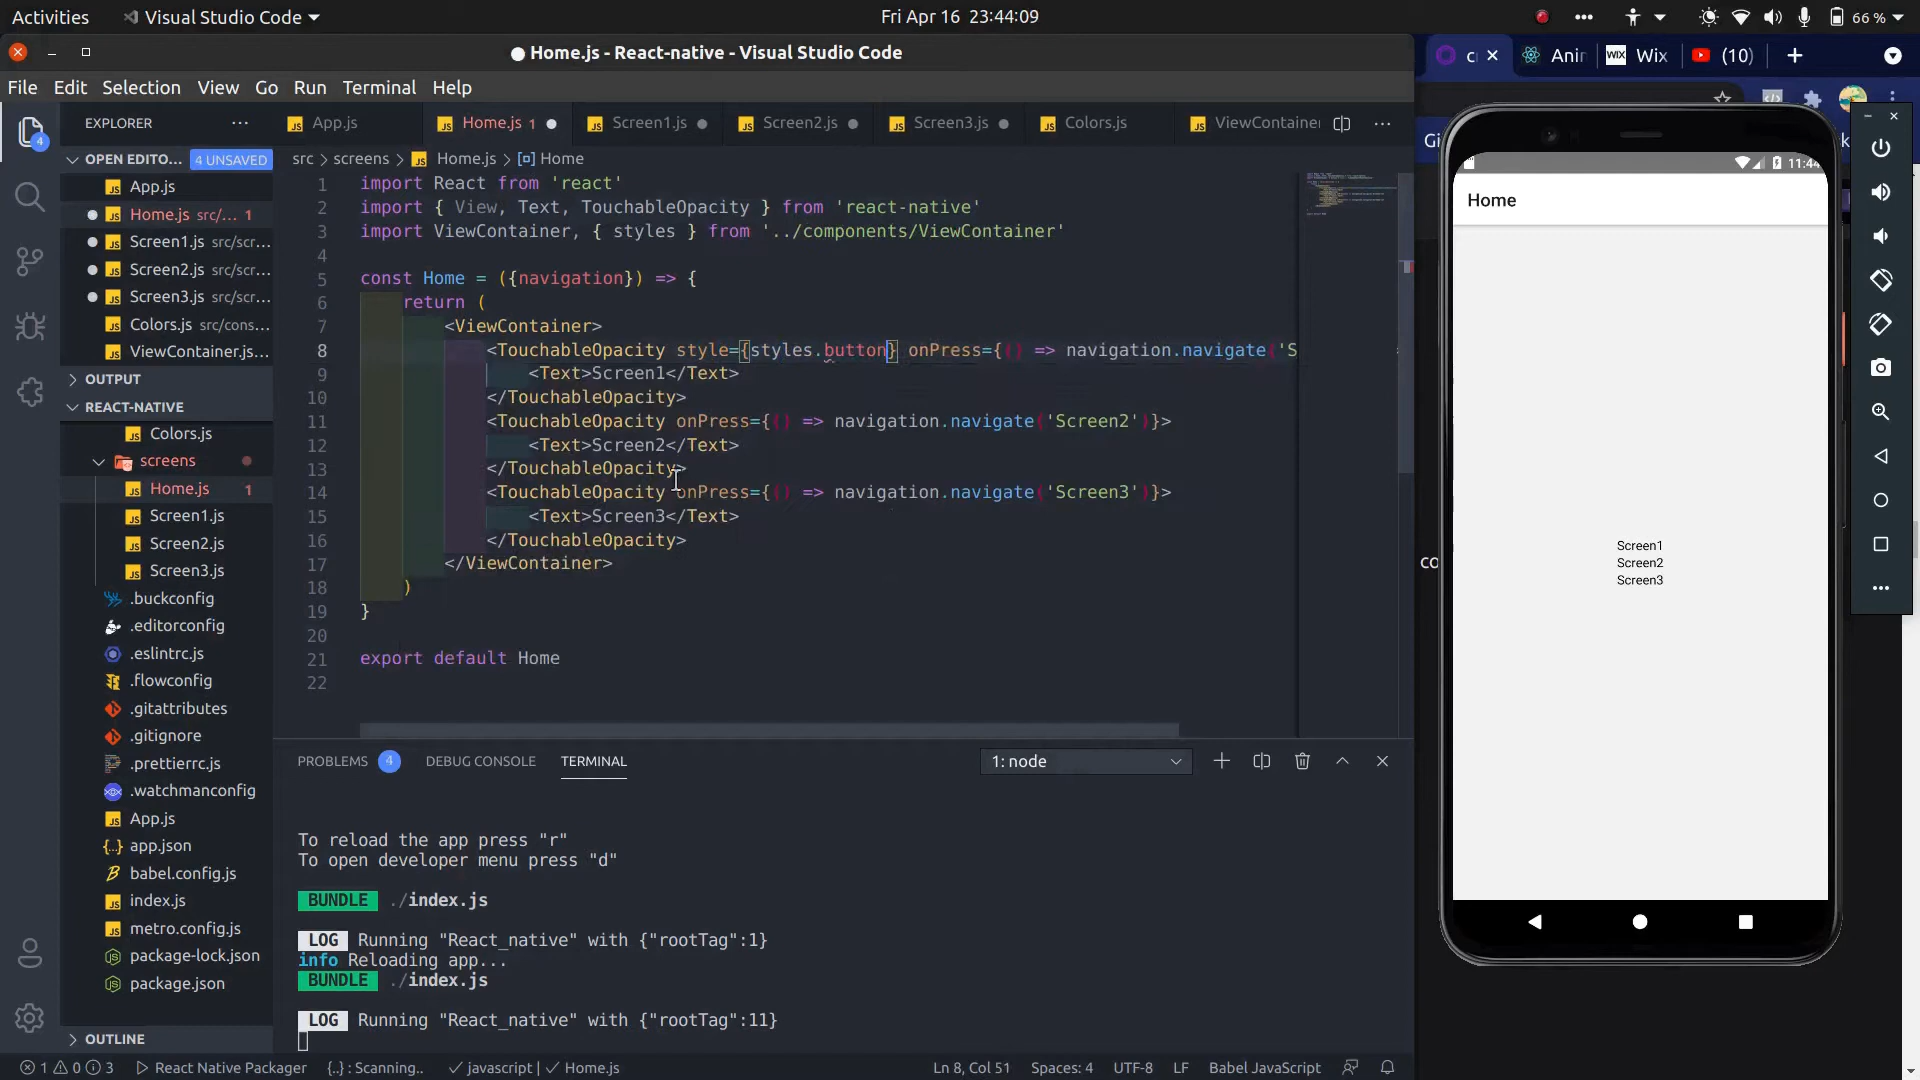 Activities
Visual Studio Code
Fri Apr 16 23:44:09
66 %
Home.js - React-native - Visual Studio Code
File Edit Selection View Go Run Terminal Help
Wix
(10)
EXPLORER
App.js
Home.js 1
Screen1.js
Screen2.js
Screen3.js
Colors.js
ViewContainer
OPEN EDITO... 4 UNSAVED
App.js
Home.js src/... 1
Screen1.js src/scr...
Screen2.js src/scr...
Screen3.js src/scr...
Colors.js src/cons...
ViewContainer.js...
OUTPUT
REACT-NATIVE
Colors.js
screens
Home.js 1
Screen1.js
Screen2.js
Screen3.js
.buckconfig
.editorconfig
.eslintrc.js
.flowconfig
.gitattributes
.gitignore
.prettierrc.js
.watchmanconfig
App.js
app.json
babel.config.js
index.js
metro.config.js
package-lock.json
package.json
OUTLINE
src > screens > Home.js > Home
1 import React from 'react'
2 import { View, Text, TouchableOpacity } from 'react-native'
3 import ViewContainer, { styles } from '../components/ViewContainer'
4
5 const Home = ({navigation}) => {
6 return (
7 <ViewContainer>
8 <TouchableOpacity style={styles.button} onPress={() => navigation.navigate('S
9 <Text>Screen1</Text>
10 </TouchableOpacity>
11 <TouchableOpacity onPress={() => navigation.navigate('Screen2')}>
12 <Text>Screen2</Text>
13 </TouchableOpacity>
14 <TouchableOpacity onPress={() => navigation.navigate('Screen3')}>
15 <Text>Screen3</Text>
16 </TouchableOpacity>
17 </ViewContainer>
18 )
19 }
20
21 export default Home
22
PROBLEMS 4 DEBUG CONSOLE TERMINAL
1: node
To reload the app press "r"
To open developer menu press "d"
BUNDLE ./index.js
LOG Running "React_native" with {"rootTag":1}
info Reloading app...
BUNDLE ./index.js
LOG Running "React_native" with {"rootTag":11}
1 0 3 React Native Packager {..} : Scanning.. javascript | Home.js
Ln 8, Col 51 Spaces: 4 UTF-8 LF Babel JavaScript
11:44
Home
Screen1
Screen2
Screen3